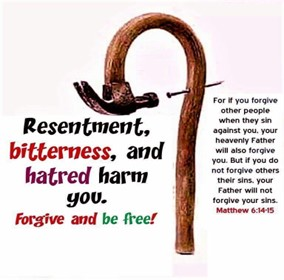 Resentment,
bitterness, and
hatred harm
you.
Forgive and be free!
For if you forgive
other people
when they sin
against you, your
heavenly Father
will also forgive
you. But if you do
not forgive others
their sins, your
Father will not
forgive your sins.
Matthew 6:14-15